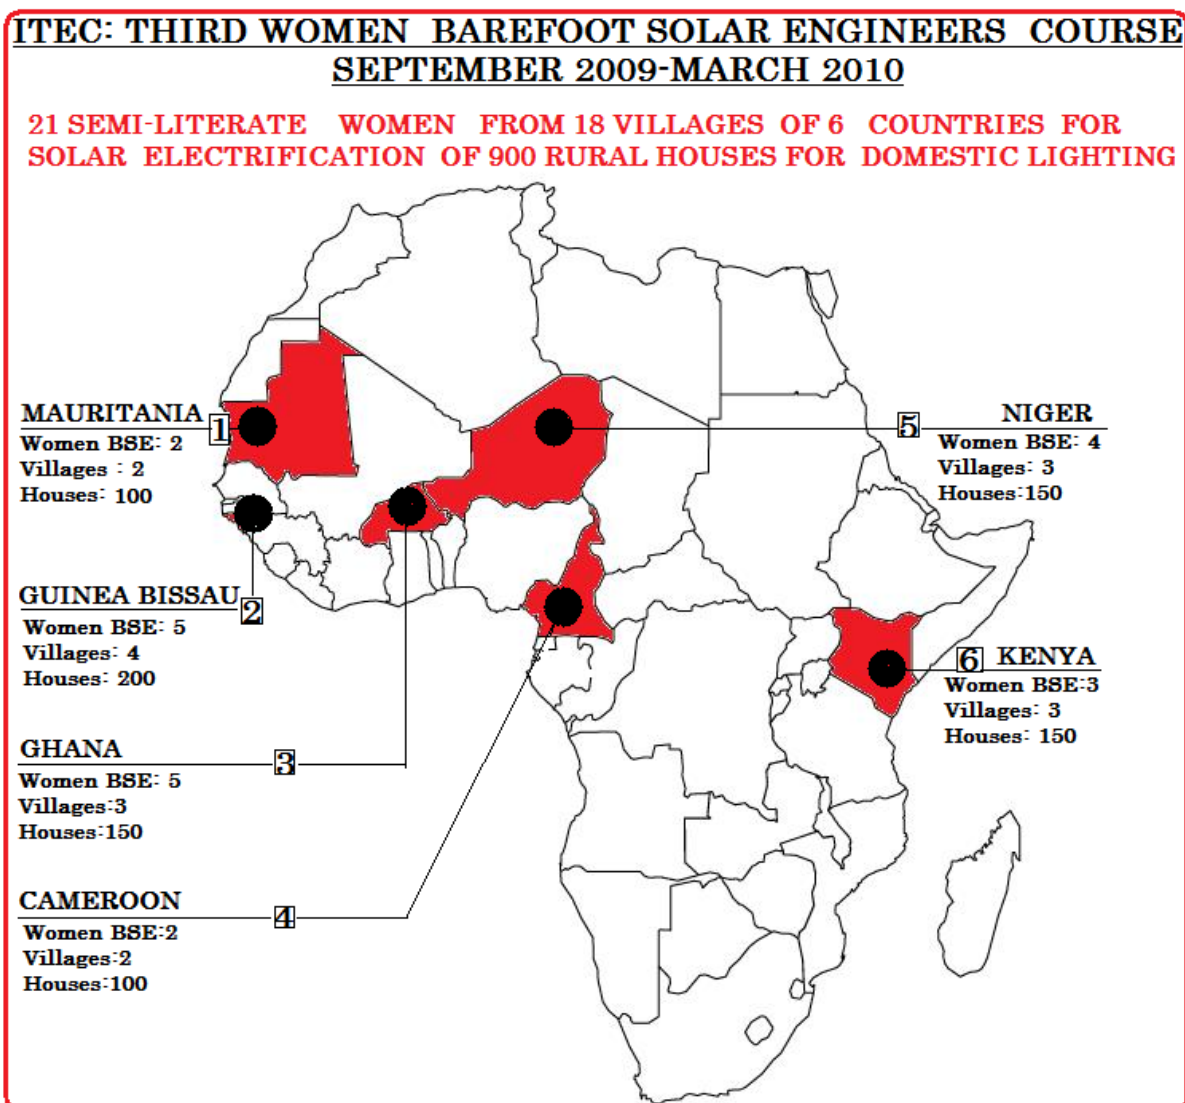 ITEC: THIRD WOMEN BAREFOOT SOLAR ENGINEERS COURSE
SEPTEMBER 2009-MARCH 2010
21 SEMI-LITERATE WOMEN FROM 18 VILLAGES OF 6 COUNTRIES FOR
SOLAR ELECTRIFICATION OF 900 RURAL HOUSES FOR DOMESTIC LIGHTING
MAURITANIA 1
Women BSE: 2
Villages : 2
Houses: 100
5 NIGER
Women BSE: 4
Villages: 3
Houses:150
GUINEA BISSAU 2
Women BSE: 5
Villages: 4
Houses: 200
6 KENYA
Women BSE:3
Villages: 3
Houses: 150
GHANA 3
Women BSE: 5
Villages:3
Houses:150
CAMEROON 4
Women BSE:2
Villages:2
Houses:100